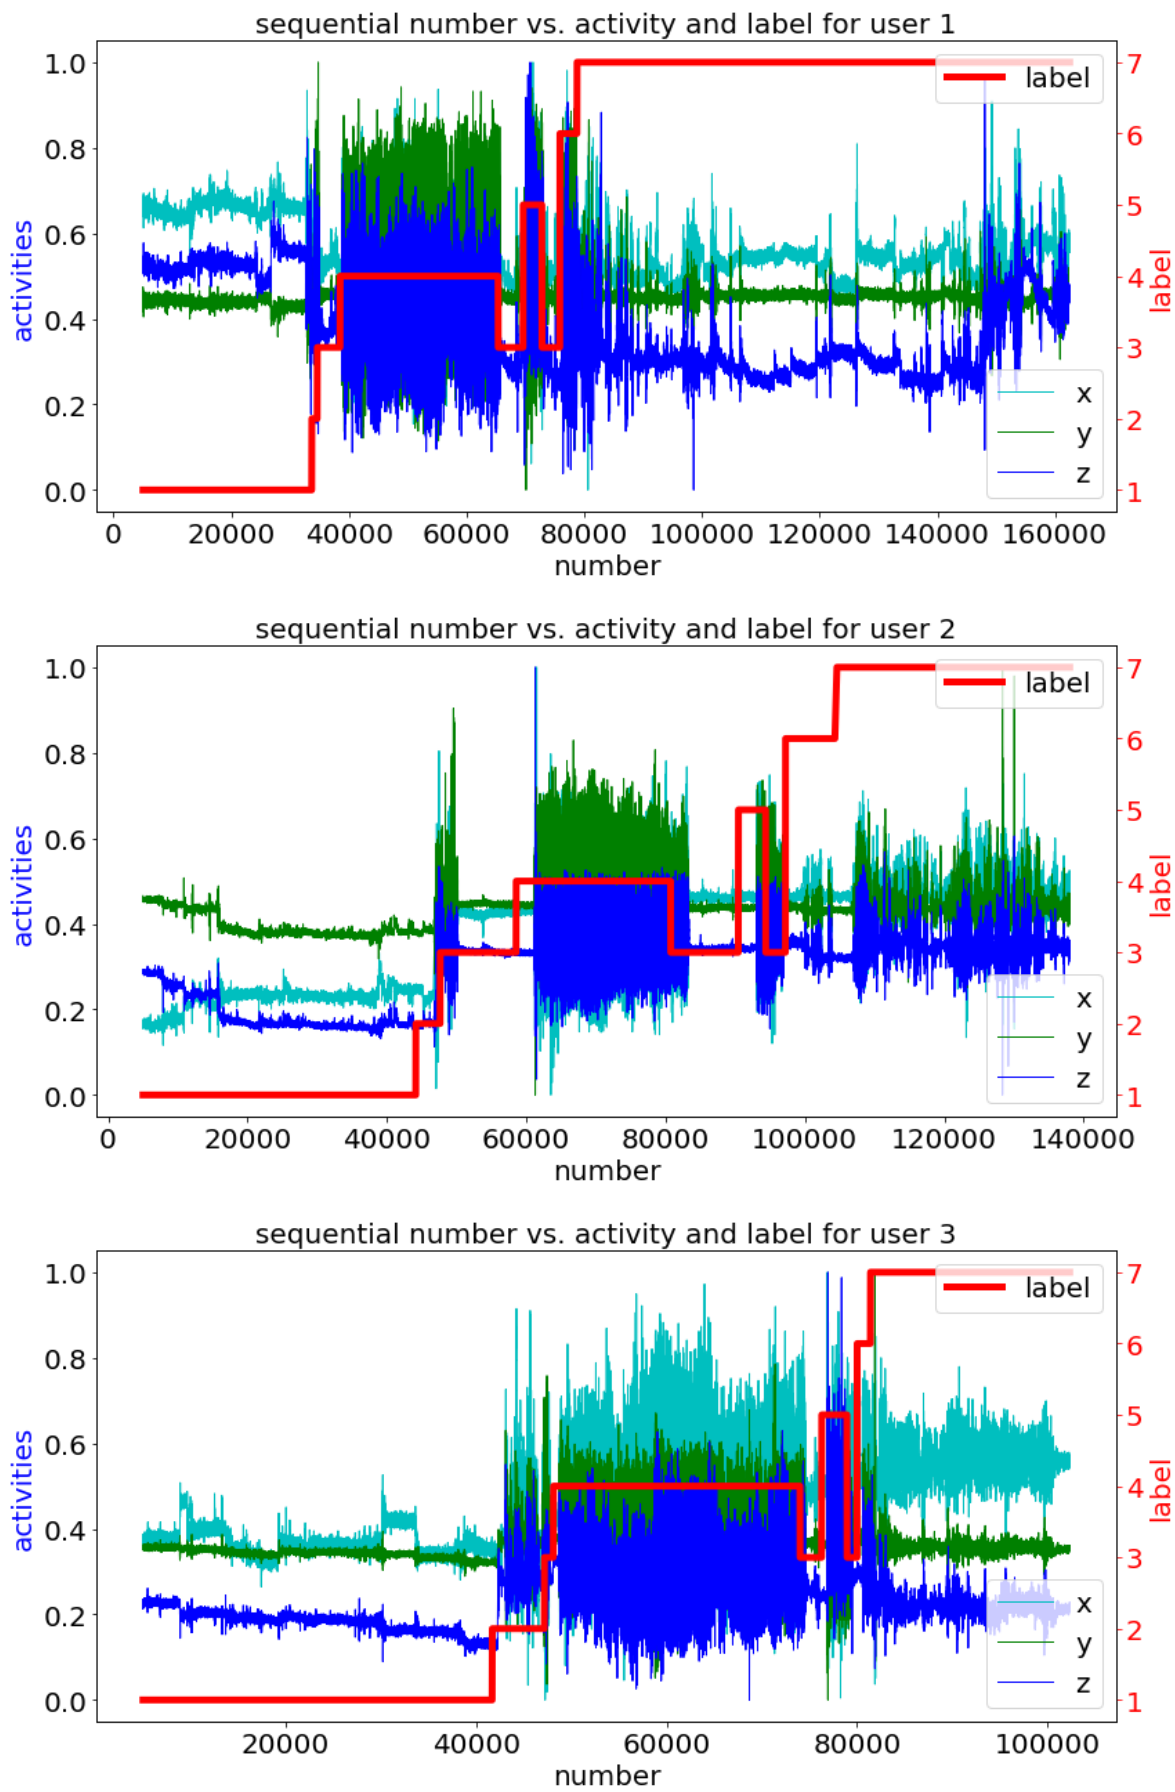 sequential number vs. activity and label for user 1
1.0
0.8
0.6
0.4
0.2
0.0
activities
7
6
5
4
3
2
1
label
label
x
y
z
0 20000 40000 60000 80000 100000 120000 140000 160000
number
sequential number vs. activity and label for user 2
1.0
0.8
0.6
0.4
0.2
0.0
activities
7
6
5
4
3
2
1
label
label
x
y
z
0 20000 40000 60000 80000 100000 120000 140000
number
sequential number vs. activity and label for user 3
1.0
0.8
0.6
0.4
0.2
0.0
activities
7
6
5
4
3
2
1
label
label
x
y
z
20000 40000 60000 80000 100000
number